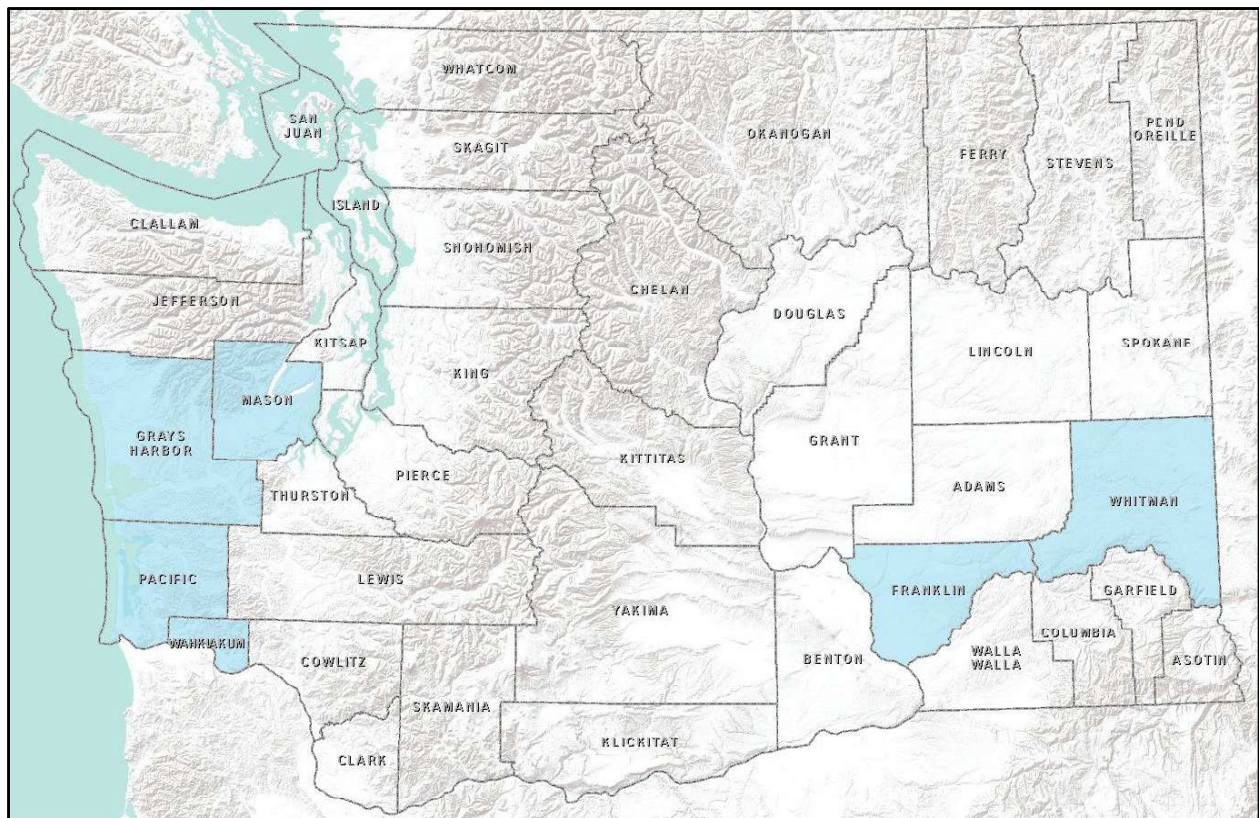 WHATCOM
SAN
JUAN
SKAGIT
OKANOGAN
FERRY
STEVENS
PEND
OREILLE
CLALLAM
ISLAND
SNOHOMISH
CHELAN
JEFFERSON
KITSAP
DOUGLAS
LINCOLN
SPOKANE
KING
MASON
GRAYS
HARBOR
GRANT
KITTITAS
PIERCE
THURSTON
ADAMS
WHITMAN
PACIFIC
LEWIS
YAKIMA
FRANKLIN
GARFIELD
WAHKIAKUM
COWLITZ
BENTON
WALLA
WALLA
COLUMBIA
ASOTIN
SKAMANIA
KLICKITAT
CLARK